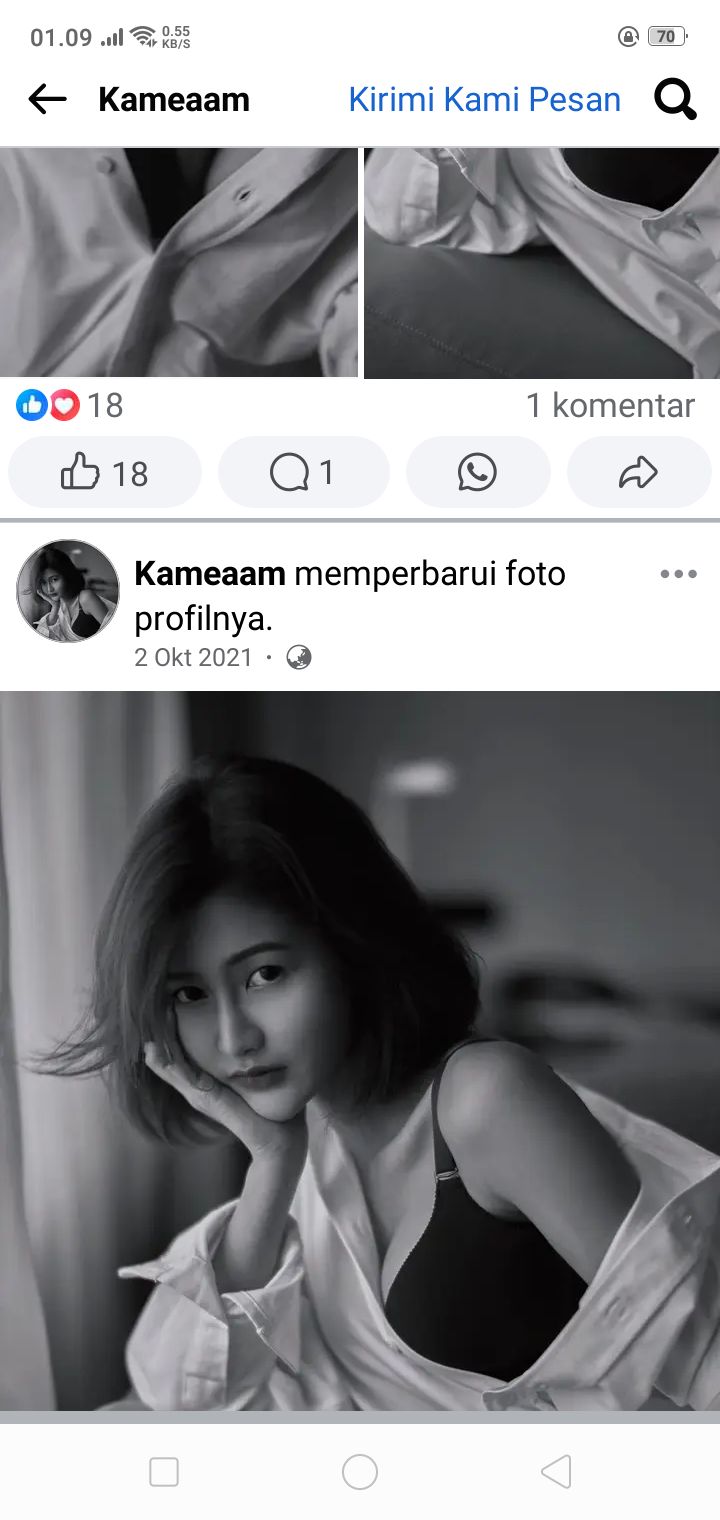 01.09 0.55 KB/S 70
Kameaam Kirimi Kami Pesan
18 1 komentar
18 1
Kameaam memperbarui foto
profilnya.
2 Okt 2021 ·